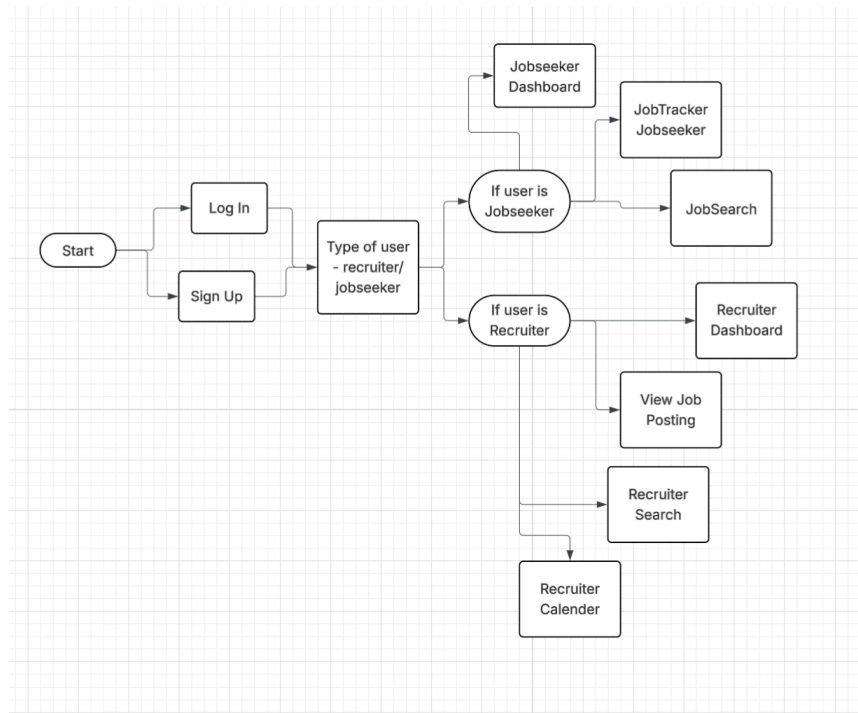 Jobseeker
Dashboard
JobTracker
Jobseeker
If user is
Jobseeker
JobSearch
Log In
Start
Type of user
- recruiter/
jobseeker
Sign Up
If user is
Recruiter
Recruiter
Dashboard
View Job
Posting
Recruiter
Search
Recruiter
Calender